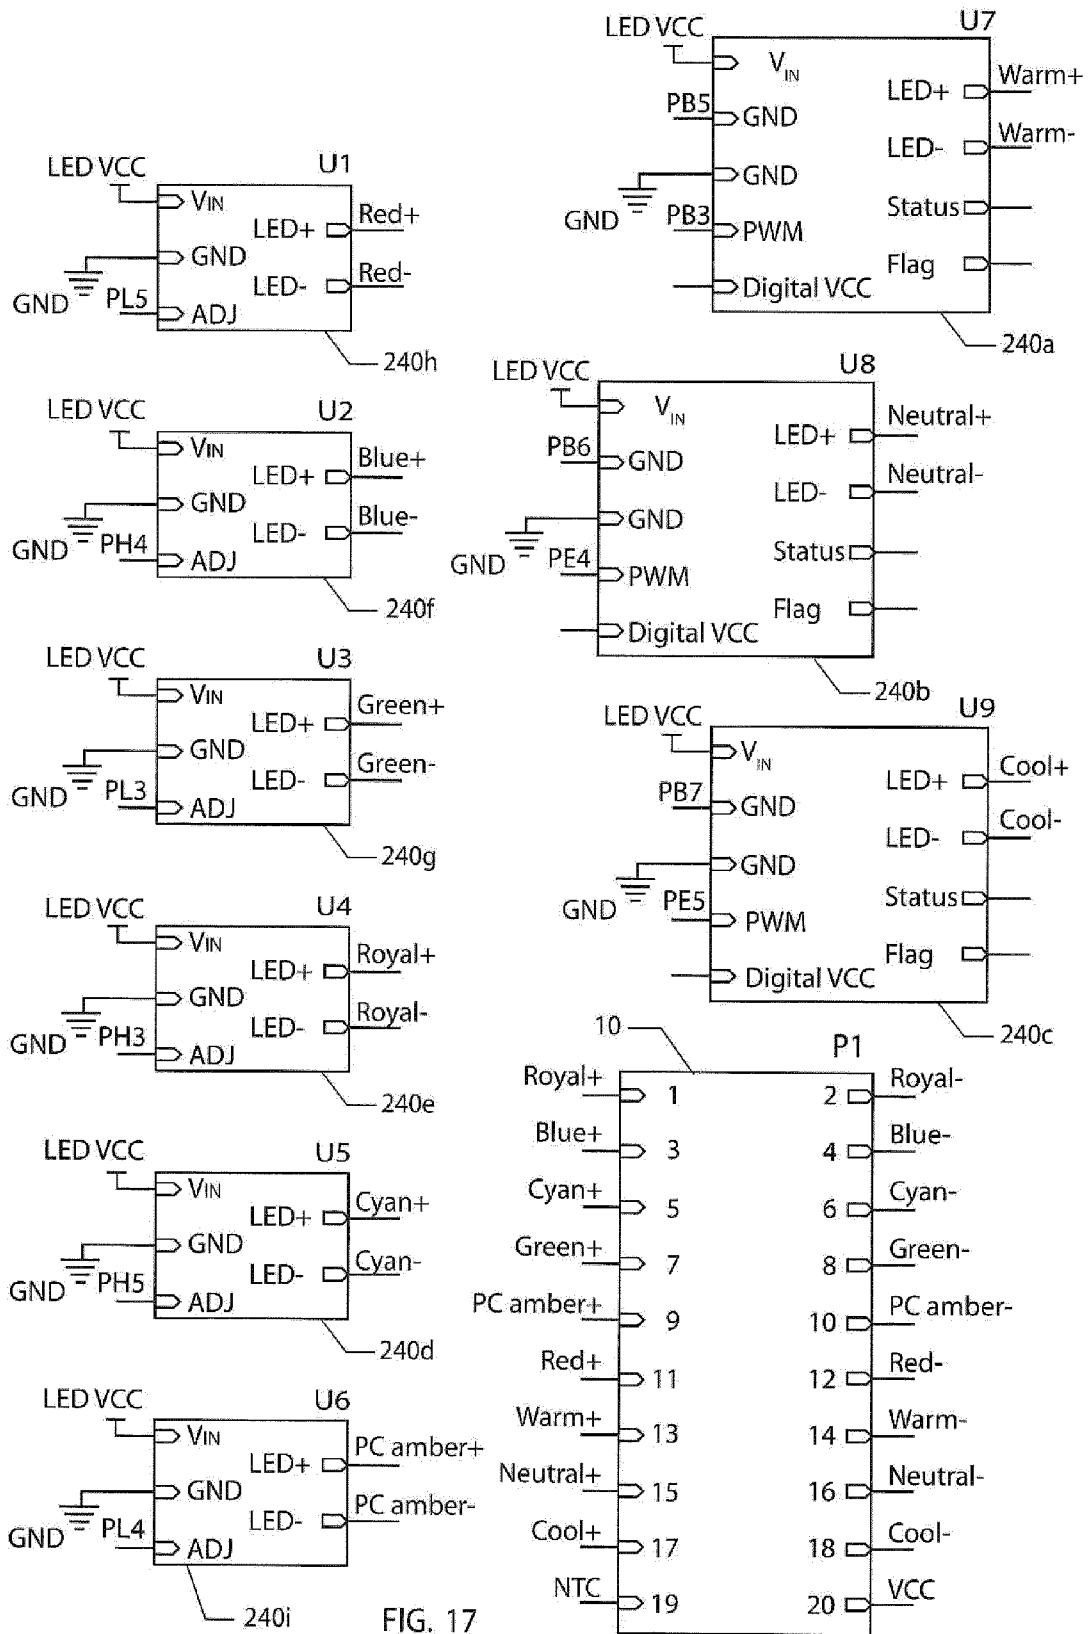 U1
LED VCC
VIN
LED+
Red+
GND
LED-
Red-
GND
PL5
ADJ
240h
U2
LED VCC
VIN
LED+
Blue+
GND
LED-
Blue-
GND
PH4
ADJ
240f
U3
LED VCC
VIN
LED+
Green+
GND
LED-
Green-
GND
PL3
ADJ
240g
U4
LED VCC
VIN
LED+
Royal+
GND
LED-
Royal-
GND
PH3
ADJ
240e
U5
LED VCC
VIN
LED+
Cyan+
GND
LED-
Cyan-
GND
PH5
ADJ
240d
U6
LED VCC
VIN
LED+
PC amber+
GND
LED-
PC amber-
GND
PL4
ADJ
240i
U7
LED VCC
VIN
LED+
Warm+
PB5
GND
LED-
Warm-
GND
GND
Status
PB3
PWM
Flag
Digital VCC
240a
U8
LED VCC
VIN
LED+
Neutral+
PB6
GND
LED-
Neutral-
GND
GND
Status
PE4
PWM
Flag
Digital VCC
240b
U9
LED VCC
VIN
LED+
Cool+
PB7
GND
LED-
Cool-
GND
GND
Status
PE5
PWM
Flag
Digital VCC
240c
10
P1
Royal+ 1 2 Royal-
Blue+ 3 4 Blue-
Cyan+ 5 6 Cyan-
Green+ 7 8 Green-
PC amber+ 9 10 PC amber-
Red+ 11 12 Red-
Warm+ 13 14 Warm-
Neutral+ 15 16 Neutral-
Cool+ 17 18 Cool-
NTC 19 20 VCC
FIG. 17